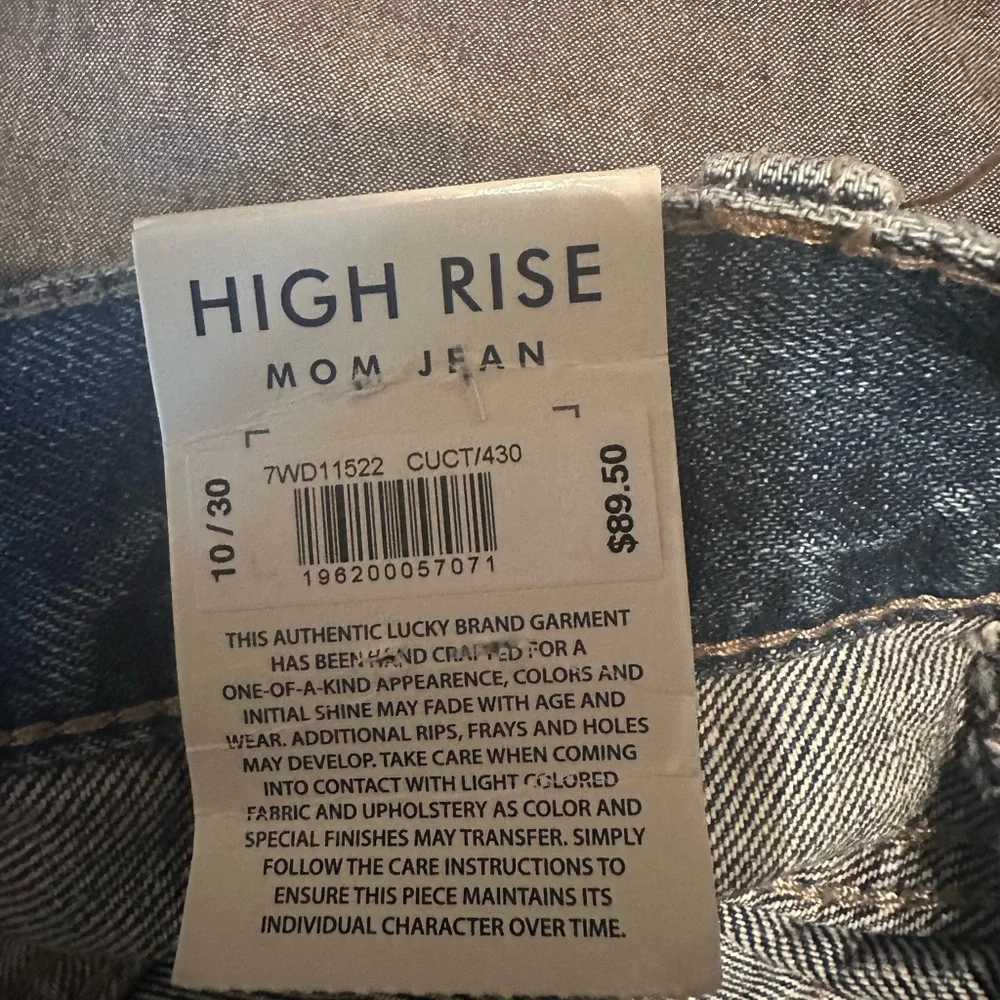 HIGH RISE
MOM JEAN
7WD11522 CUCT/430
10/30
$89.50
196200057071
THIS AUTHENTIC LUCKY BRAND GARMENT
HAS BEEN HAND CRAFTED FOR A
ONE-OF-A-KIND APPEARENCE, COLORS AND
INITIAL SHINE MAY FADE WITH AGE AND
WEAR. ADDITIONAL RIPS, FRAYS AND HOLES
MAY DEVELOP. TAKE CARE WHEN COMING
INTO CONTACT WITH LIGHT COLORED
FABRIC AND UPHOLSTERY AS COLOR AND
SPECIAL FINISHES MAY TRANSFER. SIMPLY
FOLLOW THE CARE INSTRUCTIONS TO
ENSURE THIS PIECE MAINTAINS ITS
INDIVIDUAL CHARACTER OVER TIME.